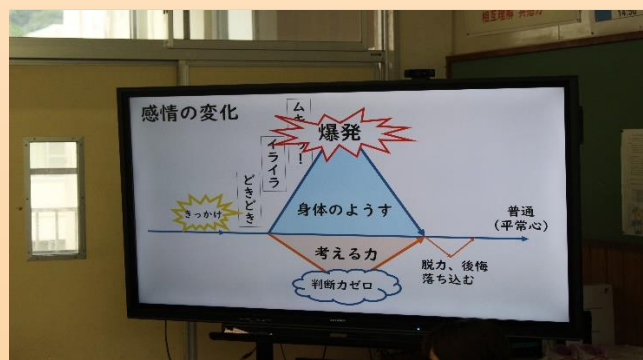 感情の変化
ムキーッ！
爆発
イライラ
どきどき
きっかけ
身体のようす
普通
(平常心)
考える力
脱力、後悔
落ち込む
判断力ゼロ